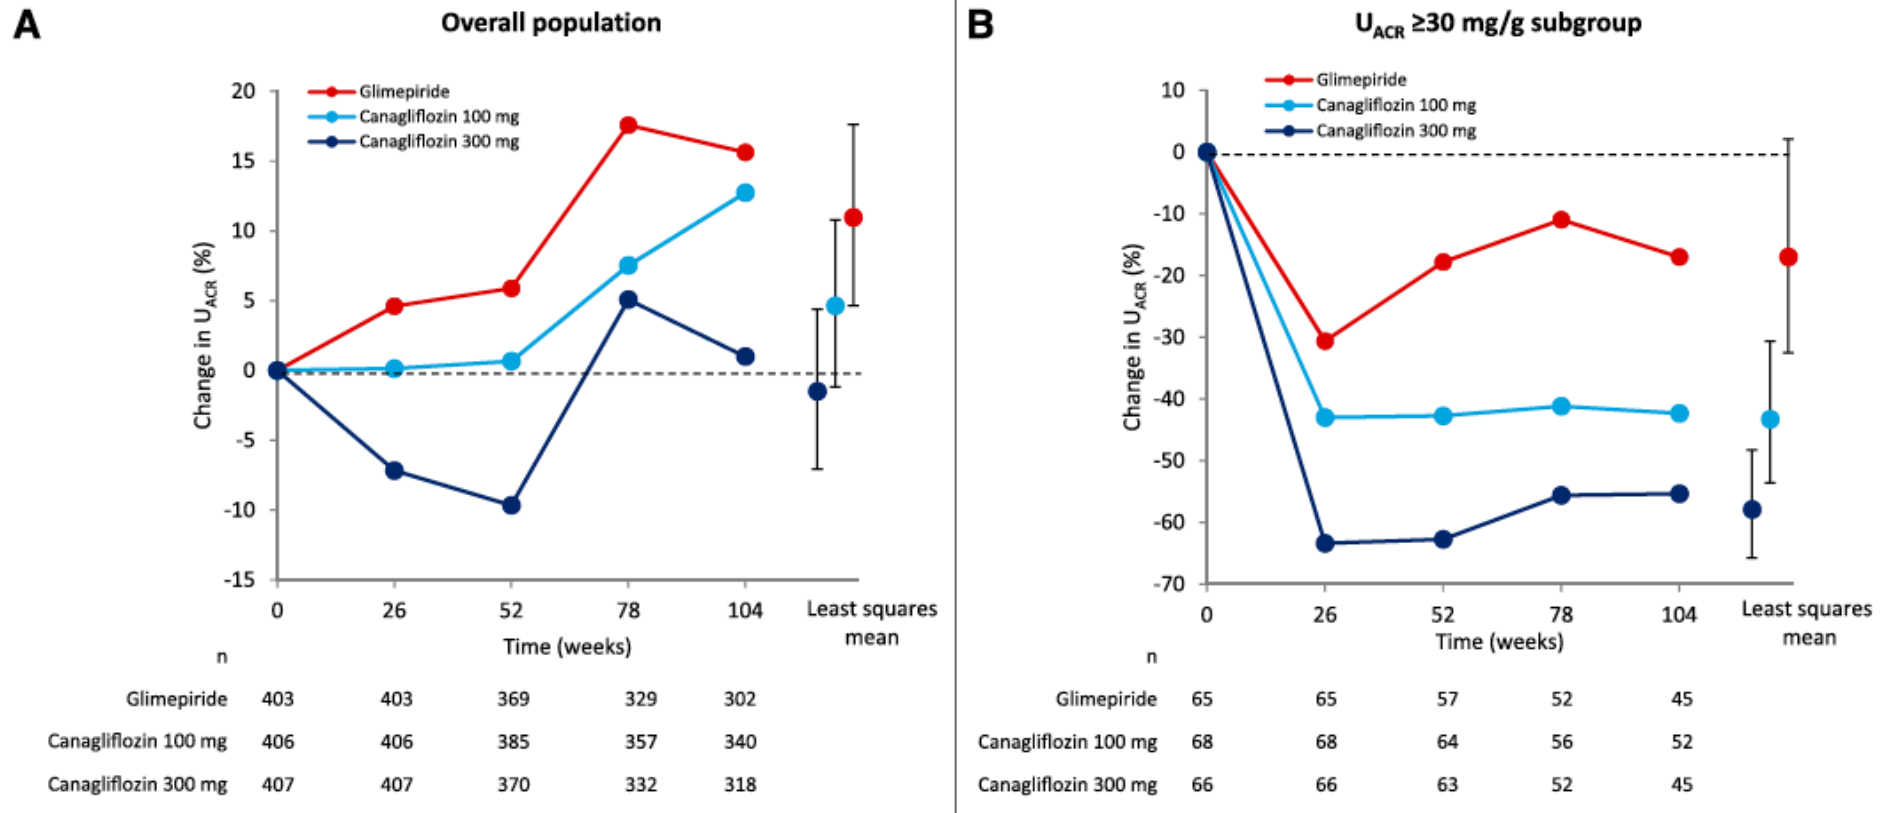 A
Overall population
Glimepiride
Canagliflozin 100 mg
Canagliflozin 300 mg
20
15
10
5
0
-5
-10
-15
Change in UACR (%)
0 26 52 78 104 Least squares mean
Time (weeks)
n
Glimepiride 403 403 369 329 302
Canagliflozin 100 mg 406 406 385 357 340
Canagliflozin 300 mg 407 407 370 332 318
B
UACR ≥30 mg/g subgroup
Glimepiride
Canagliflozin 100 mg
Canagliflozin 300 mg
10
0
-10
-20
-30
-40
-50
-60
-70
Change in UACR (%)
0 26 52 78 104 Least squares mean
Time (weeks)
n
Glimepiride 65 65 57 52 45
Canagliflozin 100 mg 68 68 64 56 52
Canagliflozin 300 mg 66 66 63 52 45